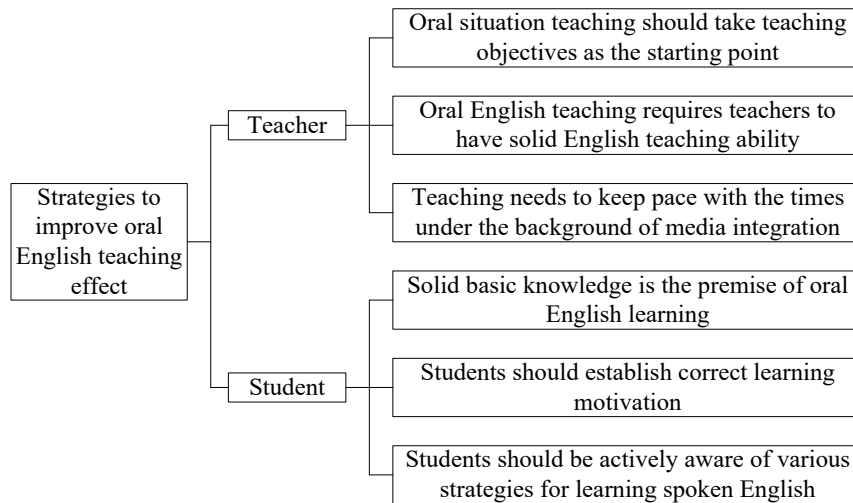 Strategies to
improve oral
English teaching
effect
Teacher
Oral situation teaching should take teaching
objectives as the starting point
Oral English teaching requires teachers to
have solid English teaching ability
Teaching needs to keep pace with the times
under the background of media integration
Student
Solid basic knowledge is the premise of oral
English learning
Students should establish correct learning
motivation
Students should be actively aware of various
strategies for learning spoken English